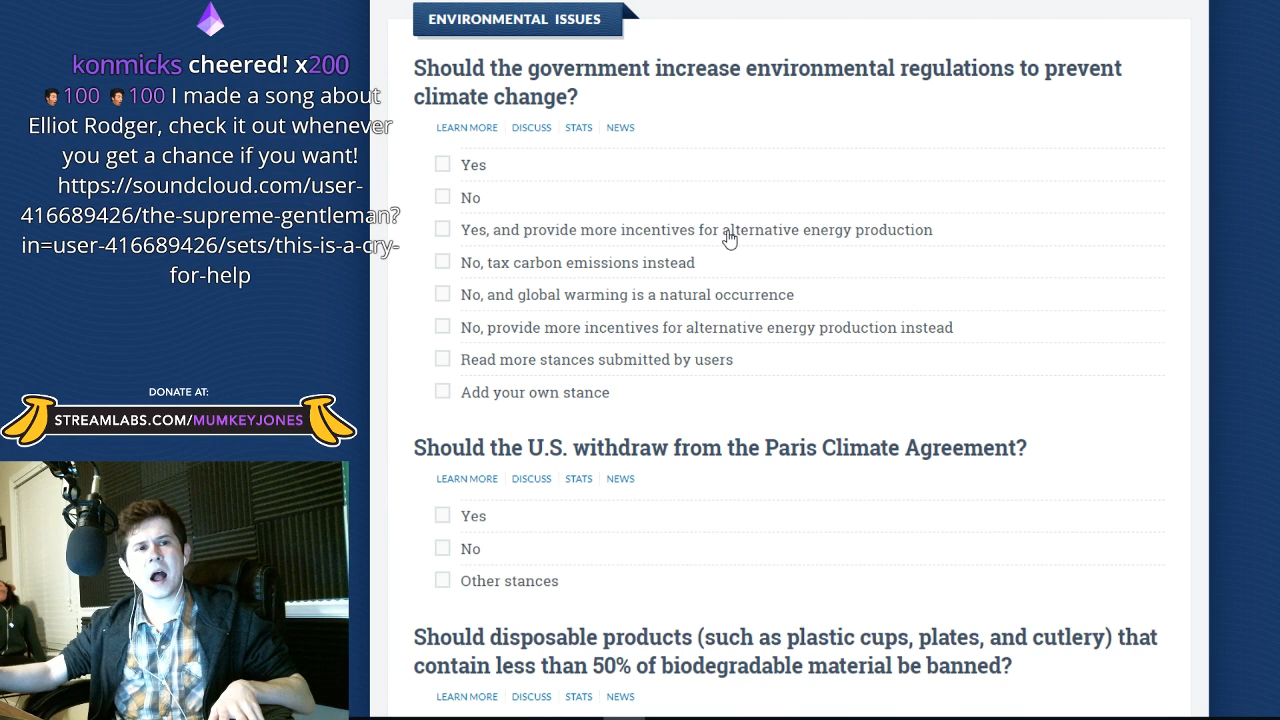 konmicks cheered! x200
100 100 I made a song about
Elliot Rodger, check it out whenever
you get a chance if you want!
https://soundcloud.com/user-
416689426/the-supreme-gentleman?
in=user-416689426/sets/this-is-a-cry-
for-help
DONATE AT:
STREAMLABS.COM/MUMKEYJONES
ENVIRONMENTAL ISSUES
Should the government increase environmental regulations to prevent
climate change?
LEARN MORE DISCUSS STATS NEWS
Yes
No
Yes, and provide more incentives for alternative energy production
No, tax carbon emissions instead
No, and global warming is a natural occurrence
No, provide more incentives for alternative energy production instead
Read more stances submitted by users
Add your own stance
Should the U.S. withdraw from the Paris Climate Agreement?
LEARN MORE DISCUSS STATS NEWS
Yes
No
Other stances
Should disposable products (such as plastic cups, plates, and cutlery) that
contain less than 50% of biodegradable material be banned?
LEARN MORE DISCUSS STATS NEWS